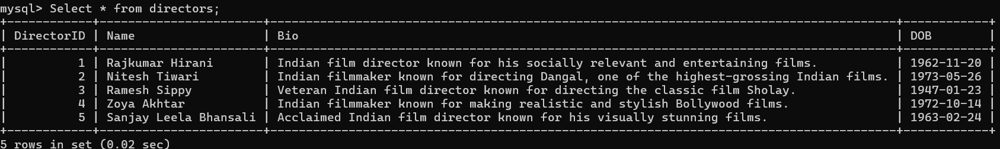 mysql> Select * from directors;
+------------+----------------------+------------------------------------------------------------------------------------------+------------+
| DirectorID | Name                 | Bio                                                                                      | DOB        |
+------------+----------------------+------------------------------------------------------------------------------------------+------------+
|          1 | Rajkumar Hirani      | Indian film director known for his socially relevant and entertaining films.             | 1962-11-20 |
|          2 | Nitesh Tiwari        | Indian filmmaker known for directing Dangal, one of the highest-grossing Indian films.   | 1973-05-26 |
|          3 | Ramesh Sippy         | Veteran Indian film director known for directing the classic film Sholay.                | 1947-01-23 |
|          4 | Zoya Akhtar          | Indian filmmaker known for making realistic and stylish Bollywood films.                 | 1972-10-14 |
|          5 | Sanjay Leela Bhansali | Acclaimed Indian film director known for his visually stunning films.                   | 1963-02-24 |
+------------+----------------------+------------------------------------------------------------------------------------------+------------+
5 rows in set (0.02 sec)